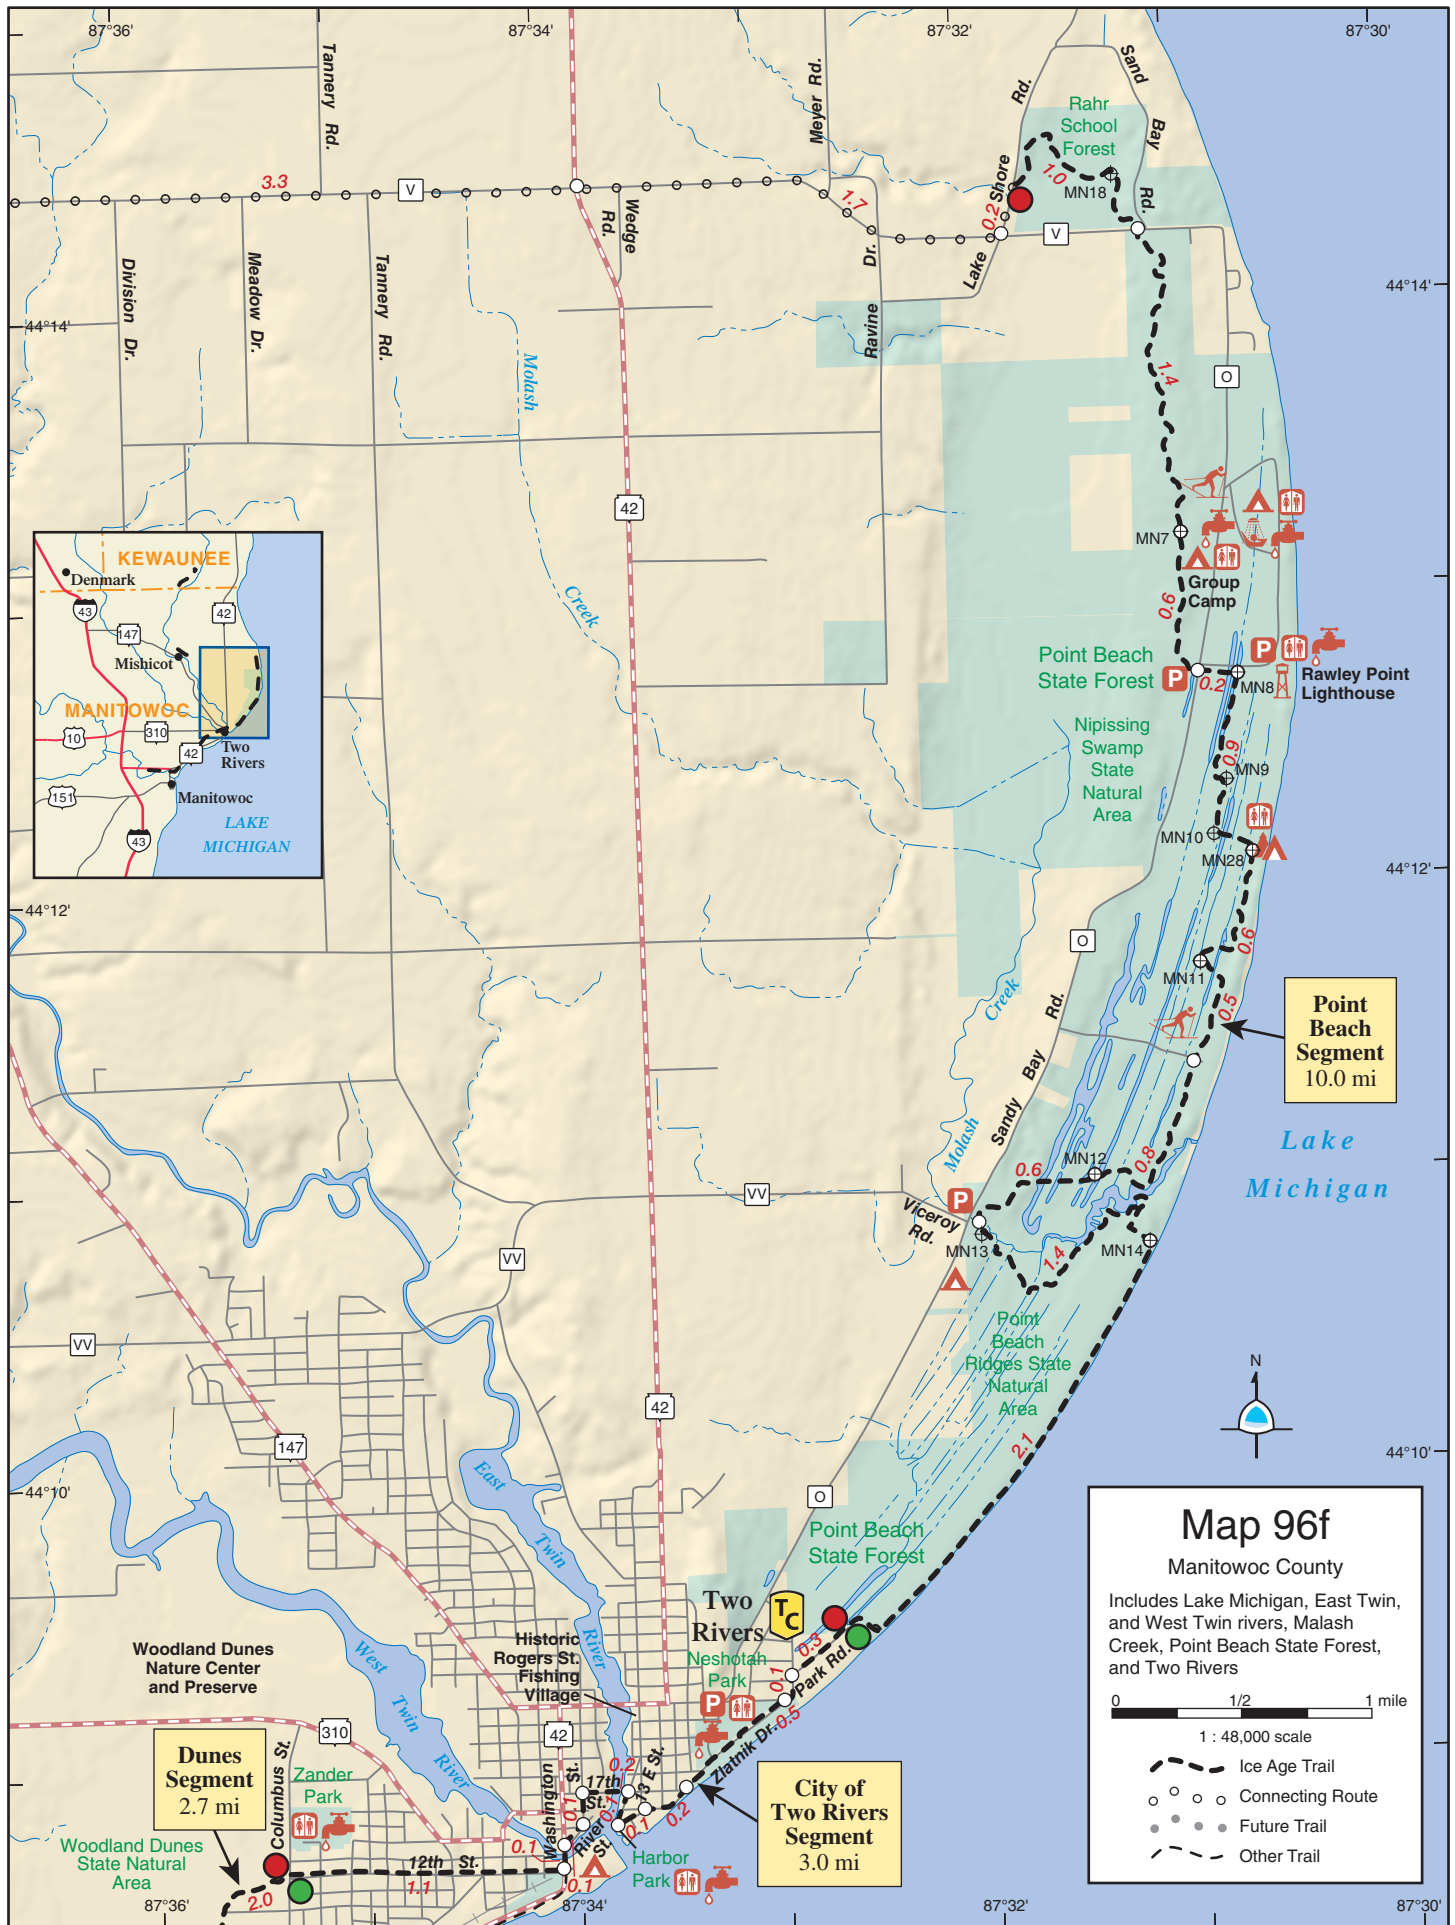 87°36'
87°34'
87°32'
87°30'
Tannery Rd.
Meyer Rd.
Rd.
Sand
Bay
Rd.
Rahr
School
Forest
1.0
MN18
Shore
0.2
Lake
3.3
V
1.7
V
Wedge
Rd.
Dr.
Ravine
Division Dr.
Meadow Dr.
Tannery Rd.
44°14'
44°14'
Molash
Creek
O
1.4
42
MN7
Group
Camp
0.6
KEWAUNEE
Denmark
43
42
147
Mishicot
MANITOWOC
10
310
42
Two
Rivers
151
Manitowoc
43
LAKE
MICHIGAN
Point Beach
State Forest
P
0.2
MN8
P
Rawley Point
Lighthouse
Nipissing
Swamp
State
Natural
Area
0.9
MN9
MN10
MN28
44°12'
44°12'
O
0.6
MN11
0.5
Point
Beach
Segment
10.0 mi
Creek
Molash
Rd.
Bay
Sandy
Lake
Michigan
MN12
0.6
0.8
P
VV
Viceroy
Rd.
MN13
1.4
MN14
VV
VV
Point
Beach
Ridges State
Natural
Area
2.1
N
42
147
44°10'
44°10'
East
Twin
River
O
Point Beach
State Forest
Two
Rivers
TC
Neshotah
Park
P
0.3
0.1
Park Rd.
0.5
Zlatnik Dr.
Historic
Rogers St.
Fishing
Village
Woodland Dunes
Nature Center
and Preserve
West
Twin
River
310
42
Dunes
Segment
2.7 mi
Columbus St.
Zander
Park
Woodland Dunes
State Natural
Area
Washington
St.
17th
St.
0.2
13 E St.
0.1
0.1
River
St.
0.1
0.2
0.1
12th St.
1.1
0.1
2.0
Harbor
Park
City of
Two Rivers
Segment
3.0 mi
Map 96f
Manitowoc County
Includes Lake Michigan, East Twin,
and West Twin rivers, Malash
Creek, Point Beach State Forest,
and Two Rivers
0 1/2 1 mile
1 : 48,000 scale
Ice Age Trail
Connecting Route
Future Trail
Other Trail
87°36'
87°34'
87°32'
87°30'